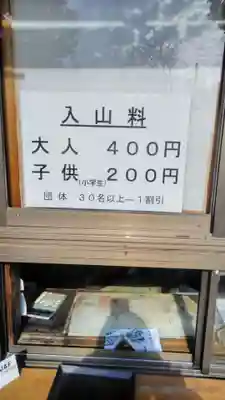 入山料
大人 400円
子供(小学生) 200円
団体 30名以上―1割引